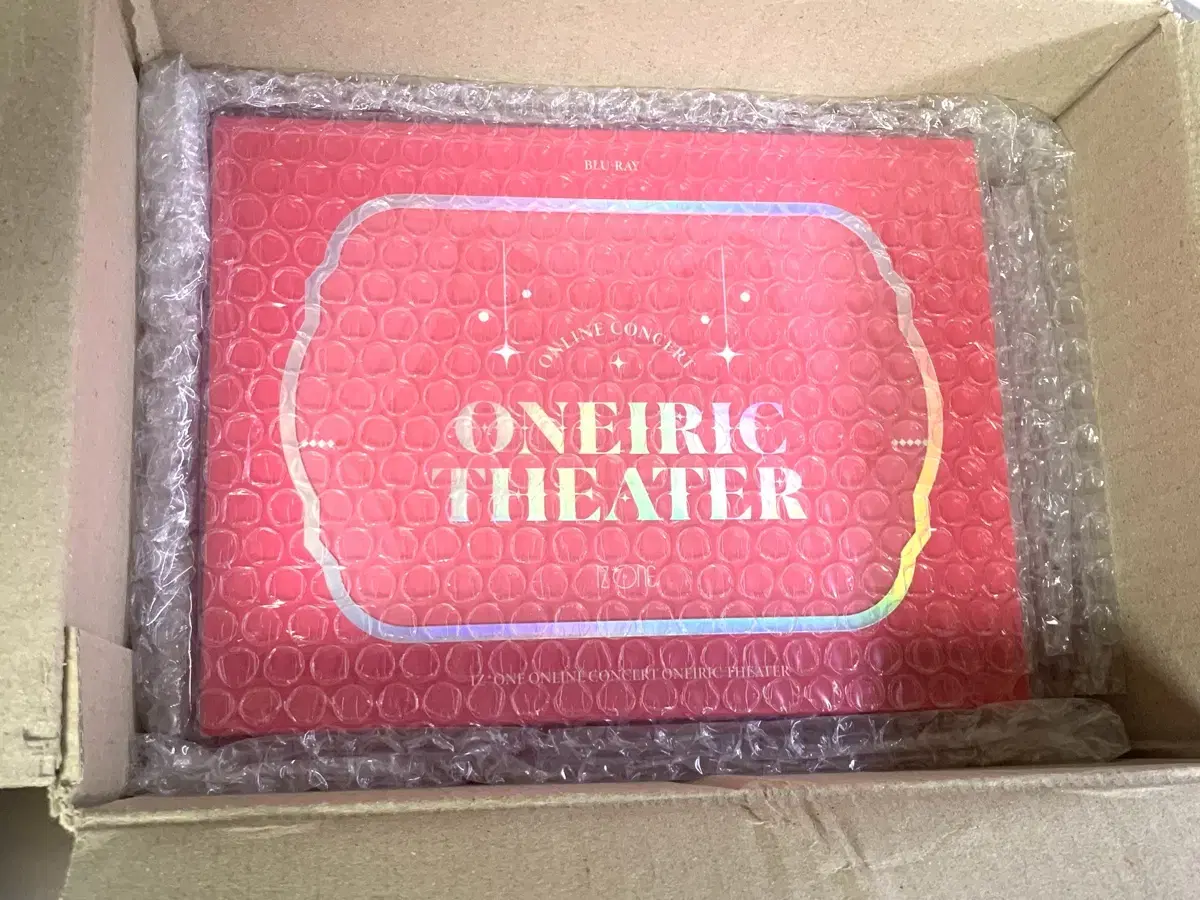 BLU-RAY
ONLINE CONCERT
ONEIRIC
THEATER
IZ*ONE
IZ*ONE ONLINE CONCERT ONEIRIC THEATER